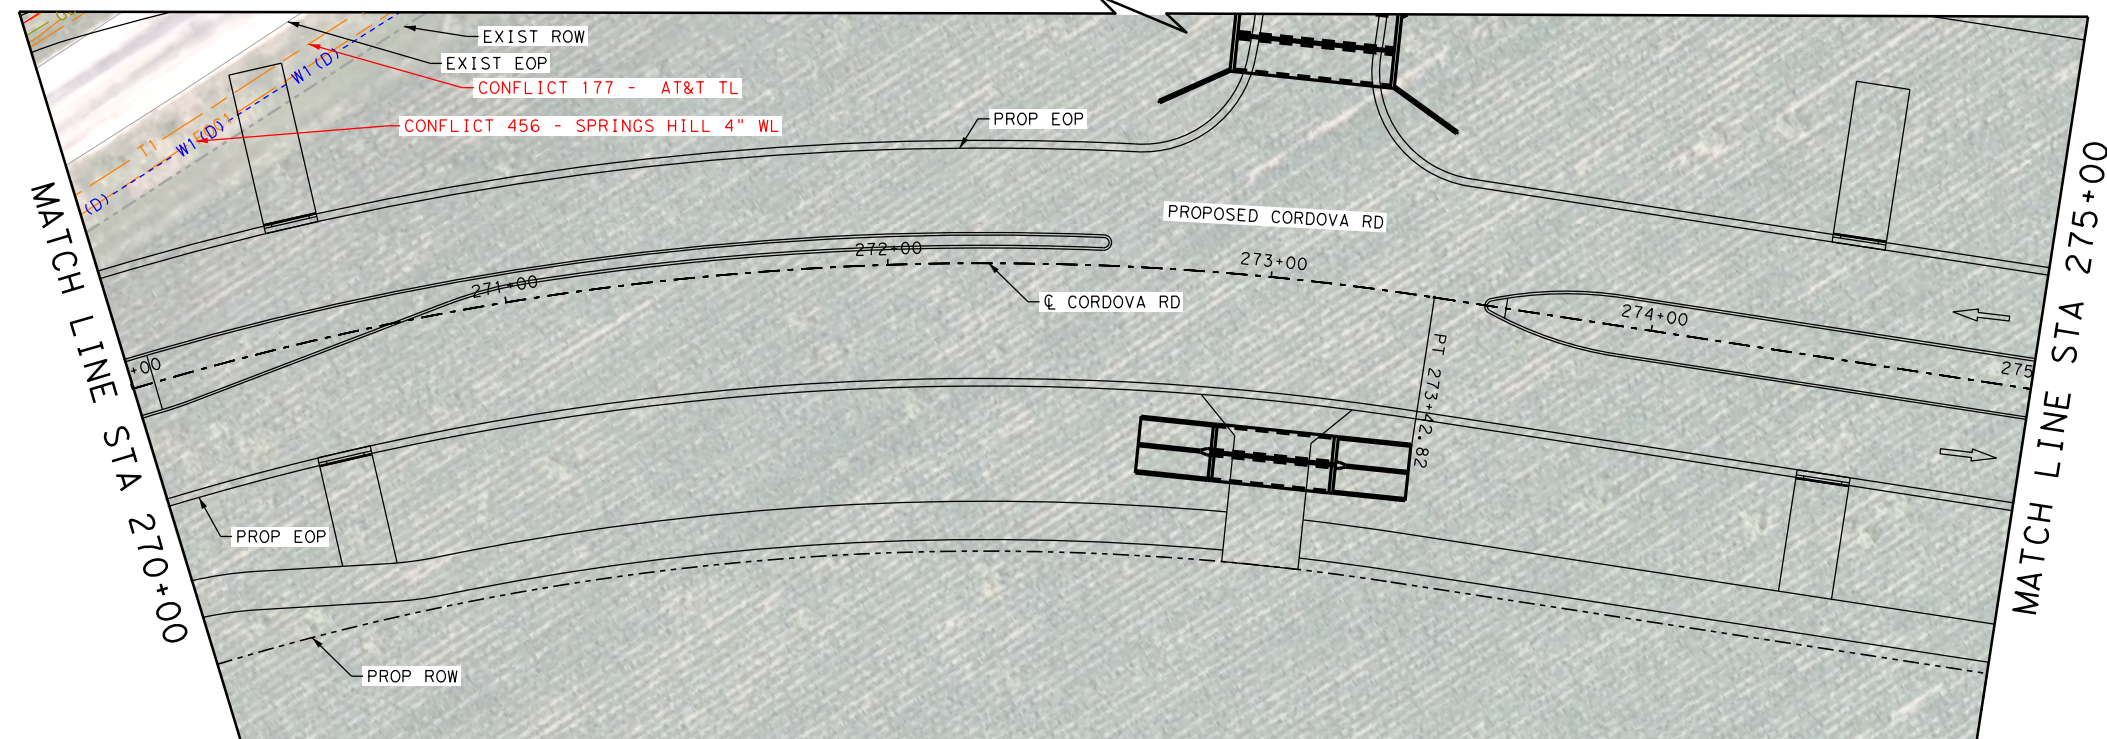 EXIST ROW
EXIST EOP
CONFLICT 177 - AT&T TL
CONFLICT 456 - SPRINGS HILL 4" WL
W1(D)
T1
W1(D)
(D)
PROP EOP
PROPOSED CORDOVA RD
MATCH LINE STA 270+00
+00
271+00
272+00
273+00
274+00
275
℄ CORDOVA RD
PT 273+42.82
MATCH LINE STA 275+00
PROP EOP
PROP ROW